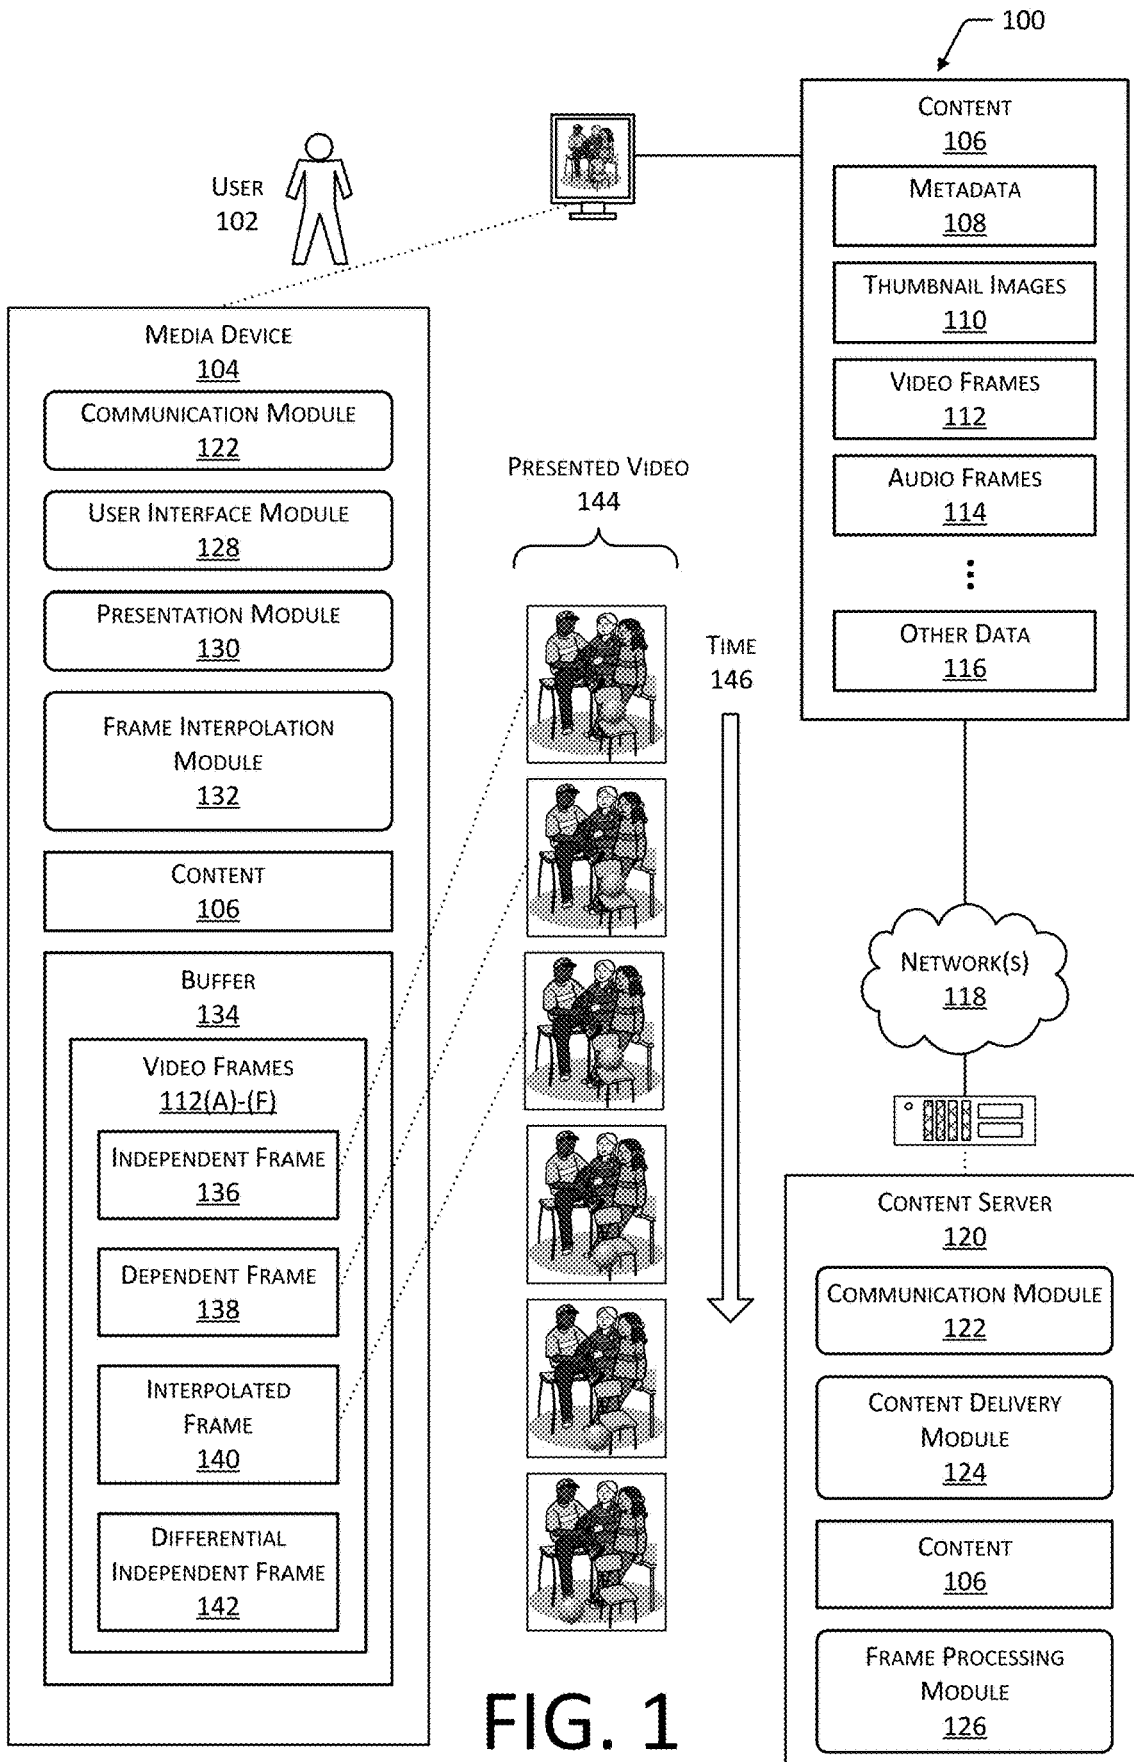 100
CONTENT
106
METADATA
108
THUMBNAIL IMAGES
110
VIDEO FRAMES
112
AUDIO FRAMES
114
OTHER DATA
116
USER
102
MEDIA DEVICE
104
COMMUNICATION MODULE
122
USER INTERFACE MODULE
128
PRESENTATION MODULE
130
FRAME INTERPOLATION
MODULE
132
CONTENT
106
BUFFER
134
VIDEO FRAMES
112(A)-(F)
INDEPENDENT FRAME
136
DEPENDENT FRAME
138
INTERPOLATED
FRAME
140
DIFFERENTIAL
INDEPENDENT FRAME
142
PRESENTED VIDEO
144
TIME
146
NETWORK(S)
118
CONTENT SERVER
120
COMMUNICATION MODULE
122
CONTENT DELIVERY
MODULE
124
CONTENT
106
FRAME PROCESSING
MODULE
126
FIG. 1